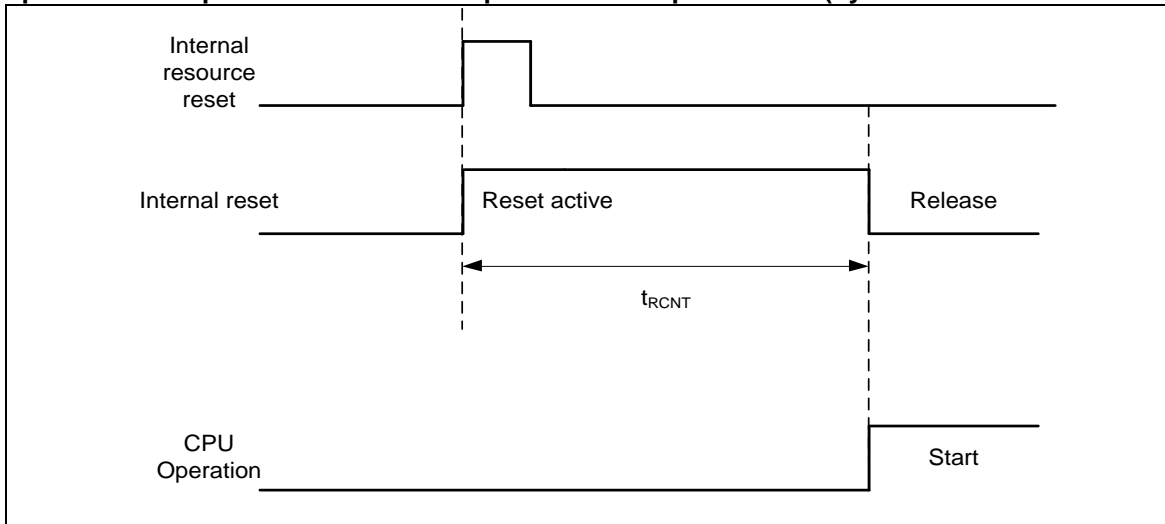 Internal
resource
reset
Internal reset
Reset active
Release
tRCNT
CPU
Operation
Start